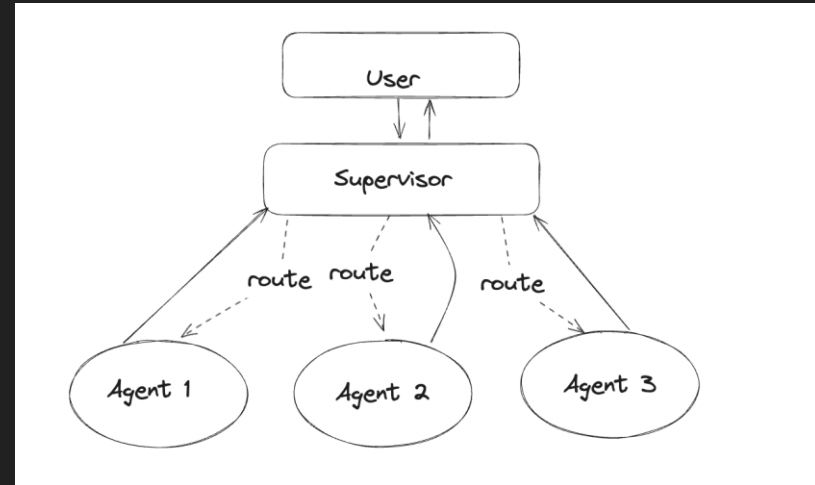 User
Supervisor
route
route
route
Agent 1
Agent 2
Agent 3